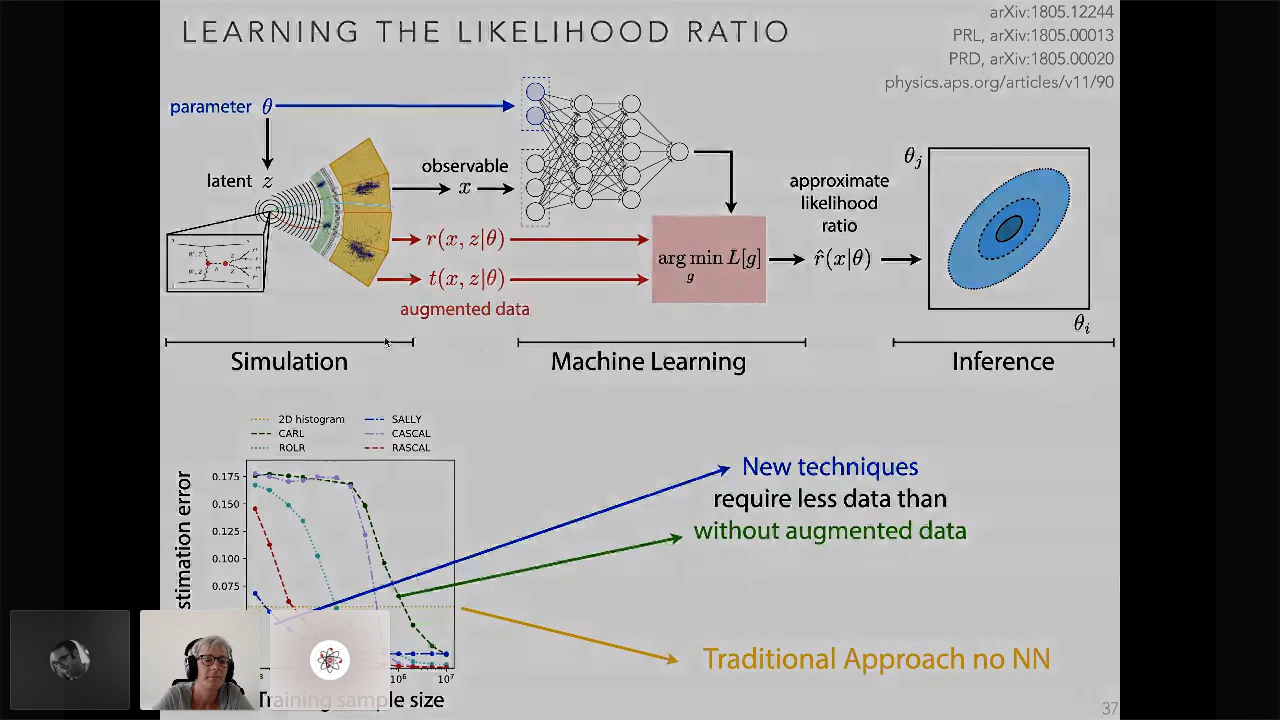 LEARNING THE LIKELIHOOD RATIO
arXiv:1805.12244
PRL, arXiv:1805.00013
PRD, arXiv:1805.00020
physics.aps.org/articles/v11/90
parameter θ
latent z
observable
x
r(x, z|θ)
t(x, z|θ)
augmented data
arg min L[g]
g
approximate
likelihood
ratio
r̂(x|θ)
θj
θi
Simulation
Machine Learning
Inference
2D histogram
CARL
ROLR
SALLY
CASCAL
RASCAL
stimation error
0.175
0.150
0.125
0.100
0.075
10⁶
10⁷
Training sample size
New techniques
require less data than
without augmented data
Traditional Approach no NN
37